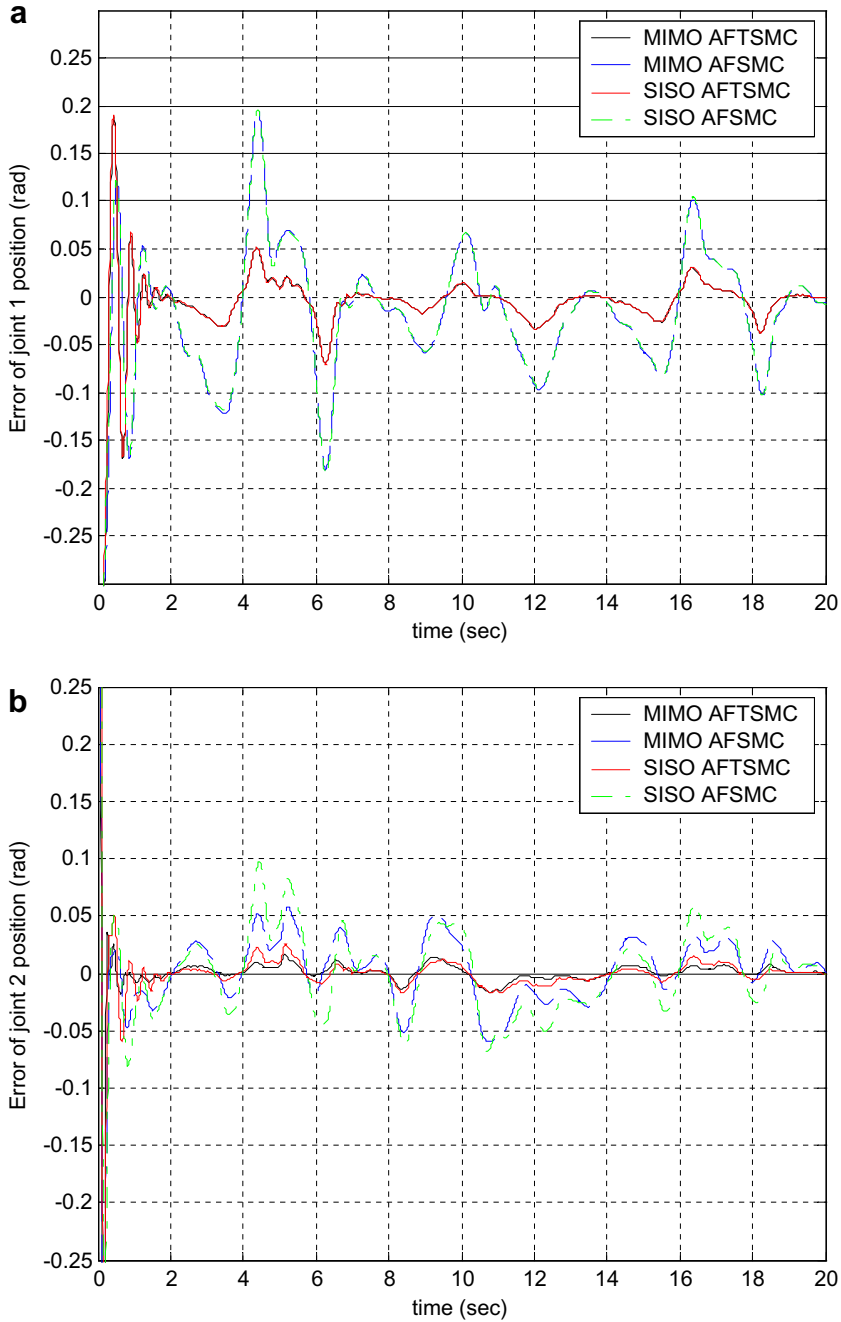 a
0.25
0.2
0.15
0.1
0.05
0
-0.05
-0.1
-0.15
-0.2
-0.25
Error of joint 1 position (rad)
MIMO AFTSMC
MIMO AFSMC
SISO AFTSMC
SISO AFSMC
0 2 4 6 8 10 12 14 16 18 20
time (sec)
b
0.25
0.2
0.15
0.1
0.05
0
-0.05
-0.1
-0.15
-0.2
-0.25
Error of joint 2 position (rad)
MIMO AFTSMC
MIMO AFSMC
SISO AFTSMC
SISO AFSMC
0 2 4 6 8 10 12 14 16 18 20
time (sec)